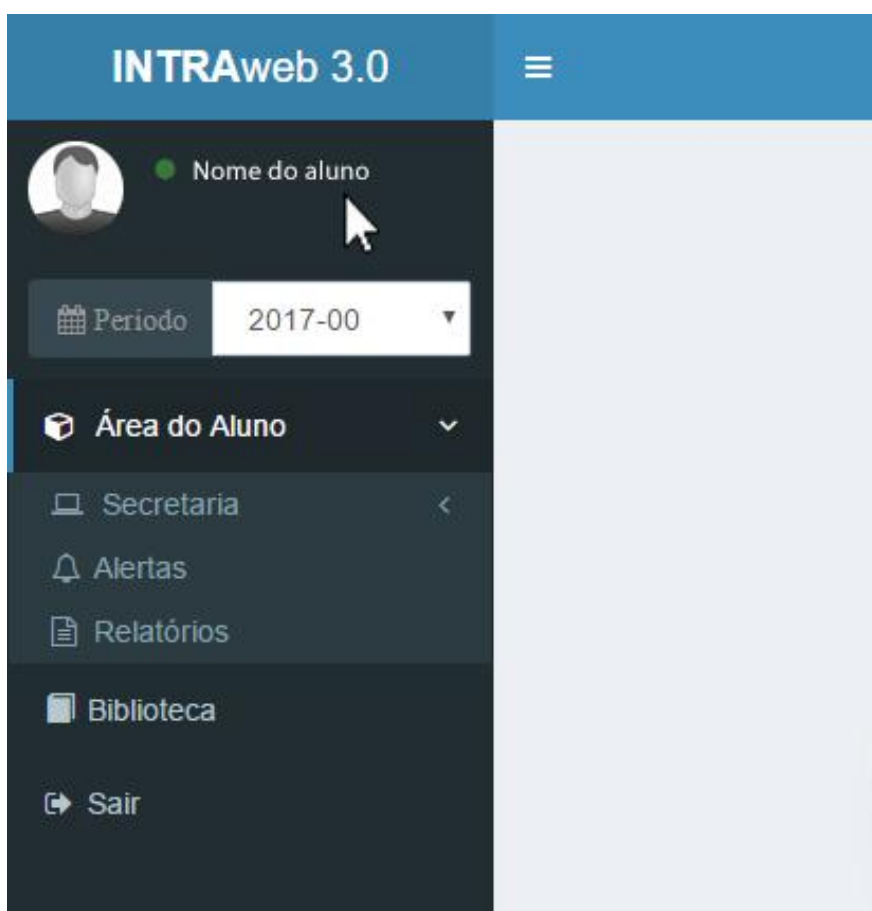 INTRAweb 3.0
Nome do aluno
Periodo 2017-00
Área do Aluno
Secretaria
Alertas
Relatórios
Biblioteca
Sair